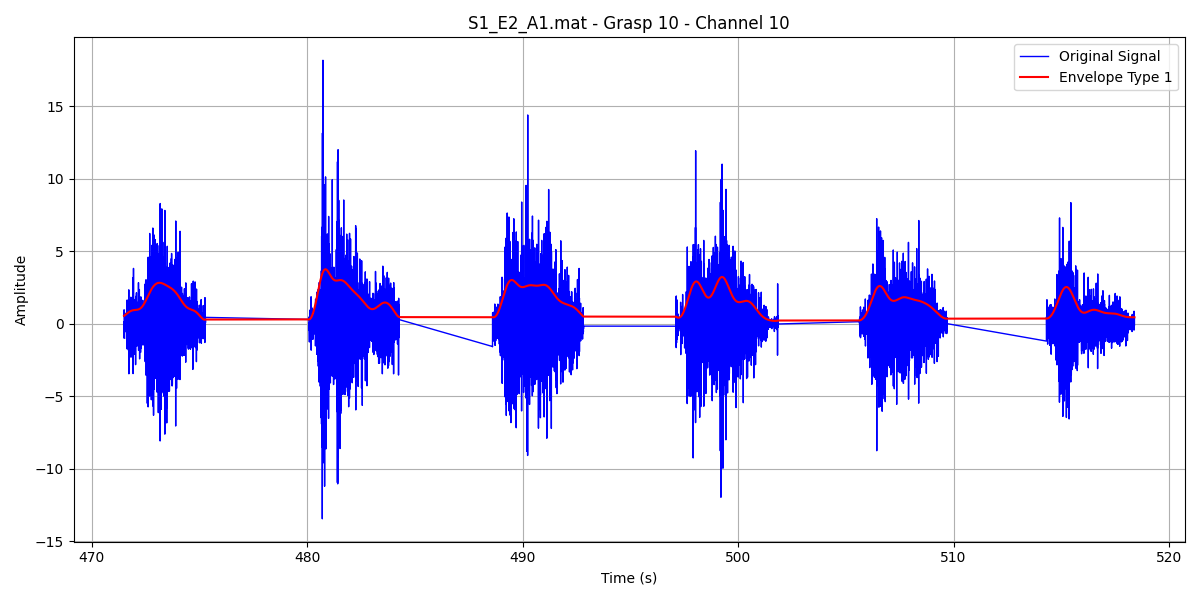 S1_E2_A1.mat - Grasp 10 - Channel 10
Original Signal
Envelope Type 1
Amplitude
15
10
5
0
−5
−10
−15
470
480
490
500
510
520
Time (s)